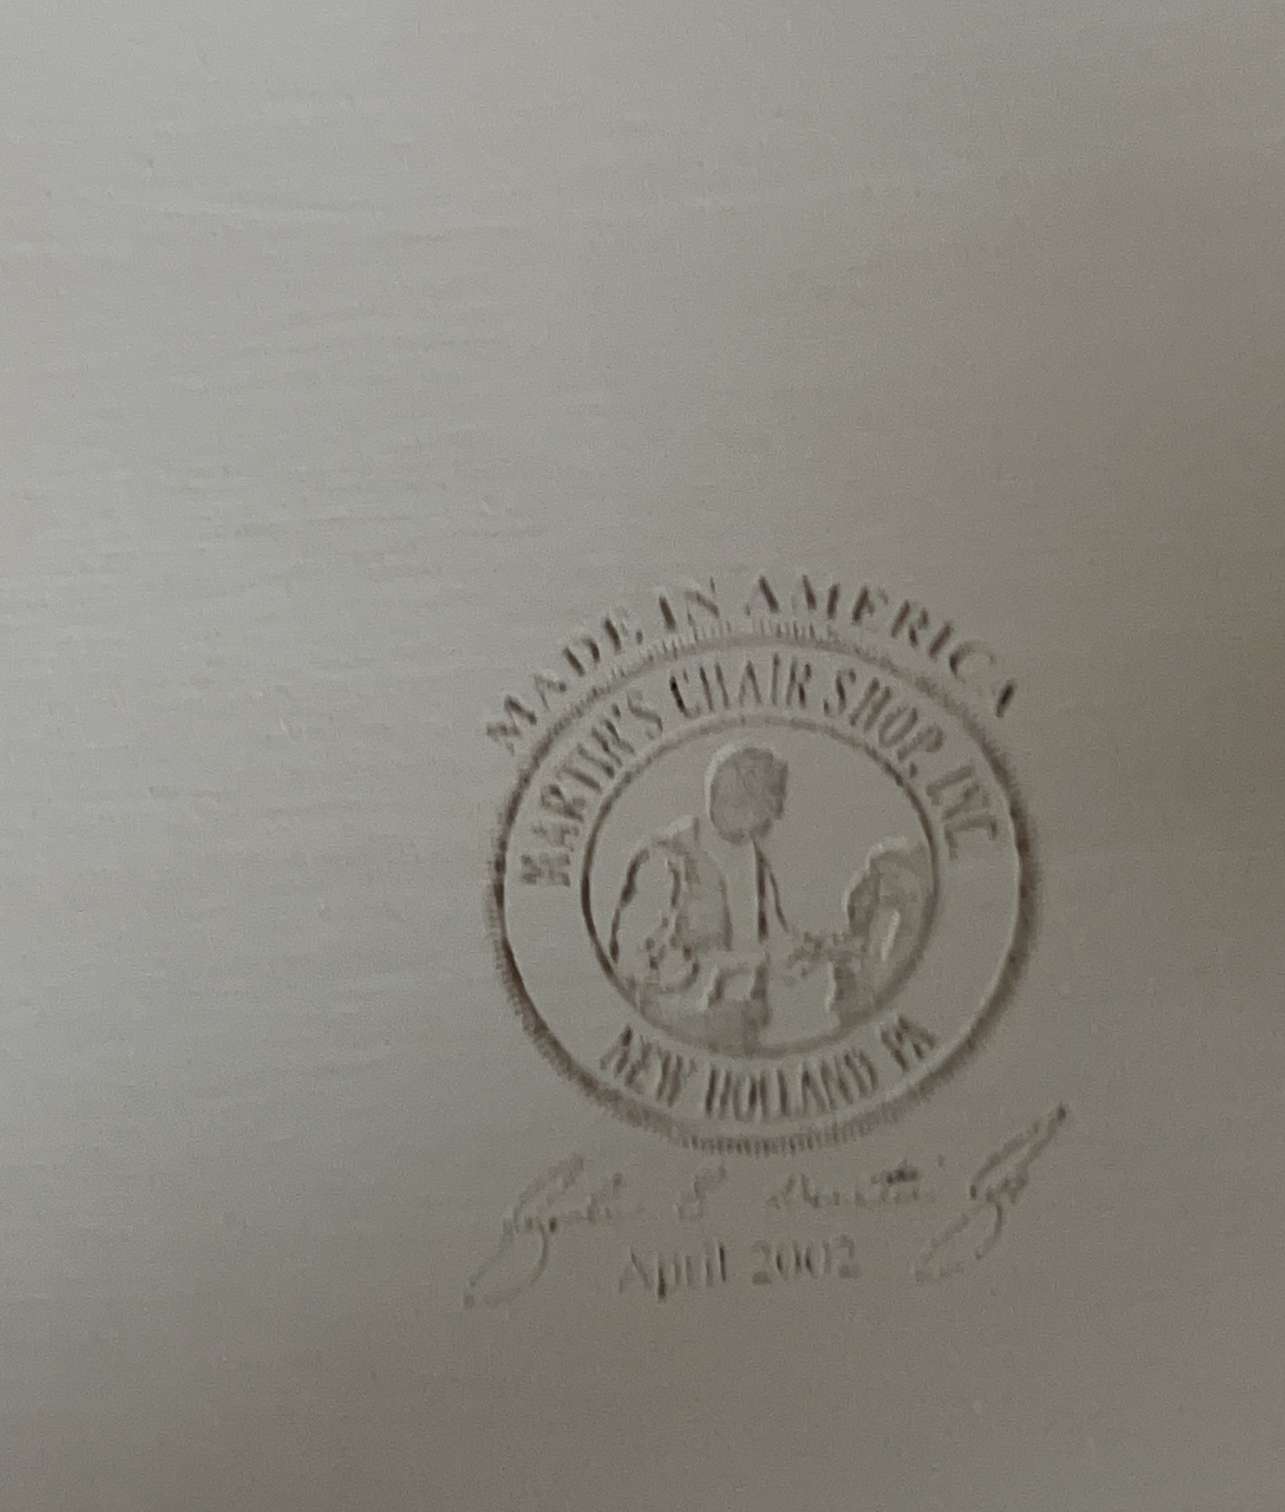 MADE IN AMERICA
MARTIN'S CHAIR SHOP, INC
NEW HOLLAND PA
April 2002